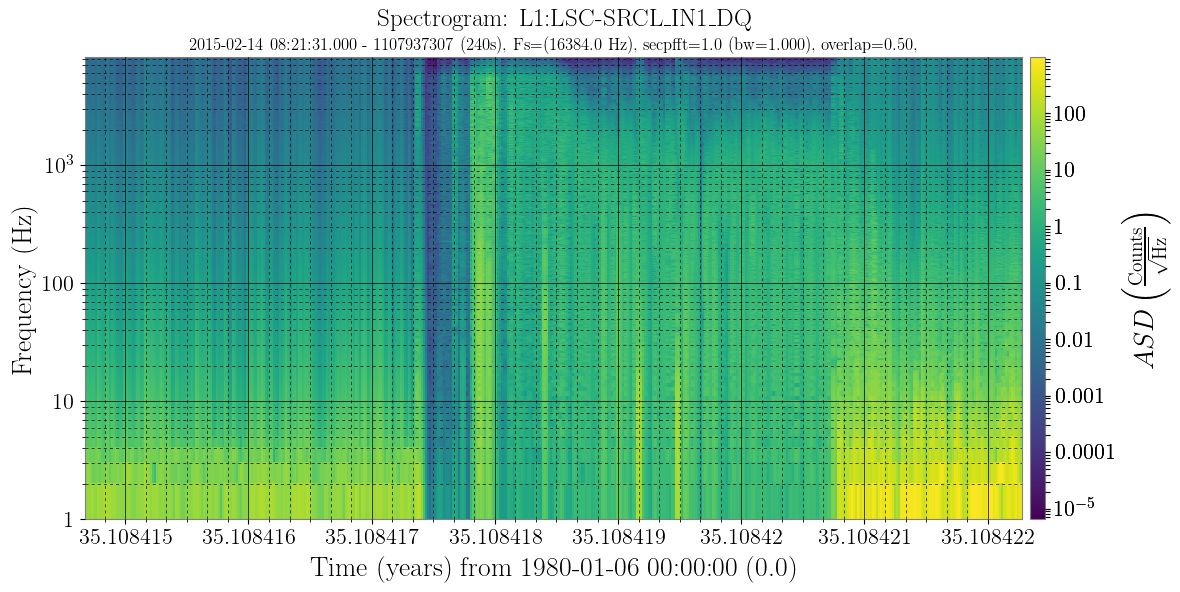 Spectrogram: L1:LSC-SRCL_IN1_DQ
2015-02-14 08:21:31.000 - 1107937307 (240s), Fs=(16384.0 Hz), secpfft=1.0 (bw=1.000), overlap=0.50,
Frequency (Hz)
10³
100
10
1
35.108415 35.108416 35.108417 35.108418 35.108419 35.10842 35.108421 35.108422
Time (years) from 1980-01-06 00:00:00 (0.0)
100
10
1
0.1
0.01
0.001
0.0001
10⁻⁵
ASD (Counts/√Hz)